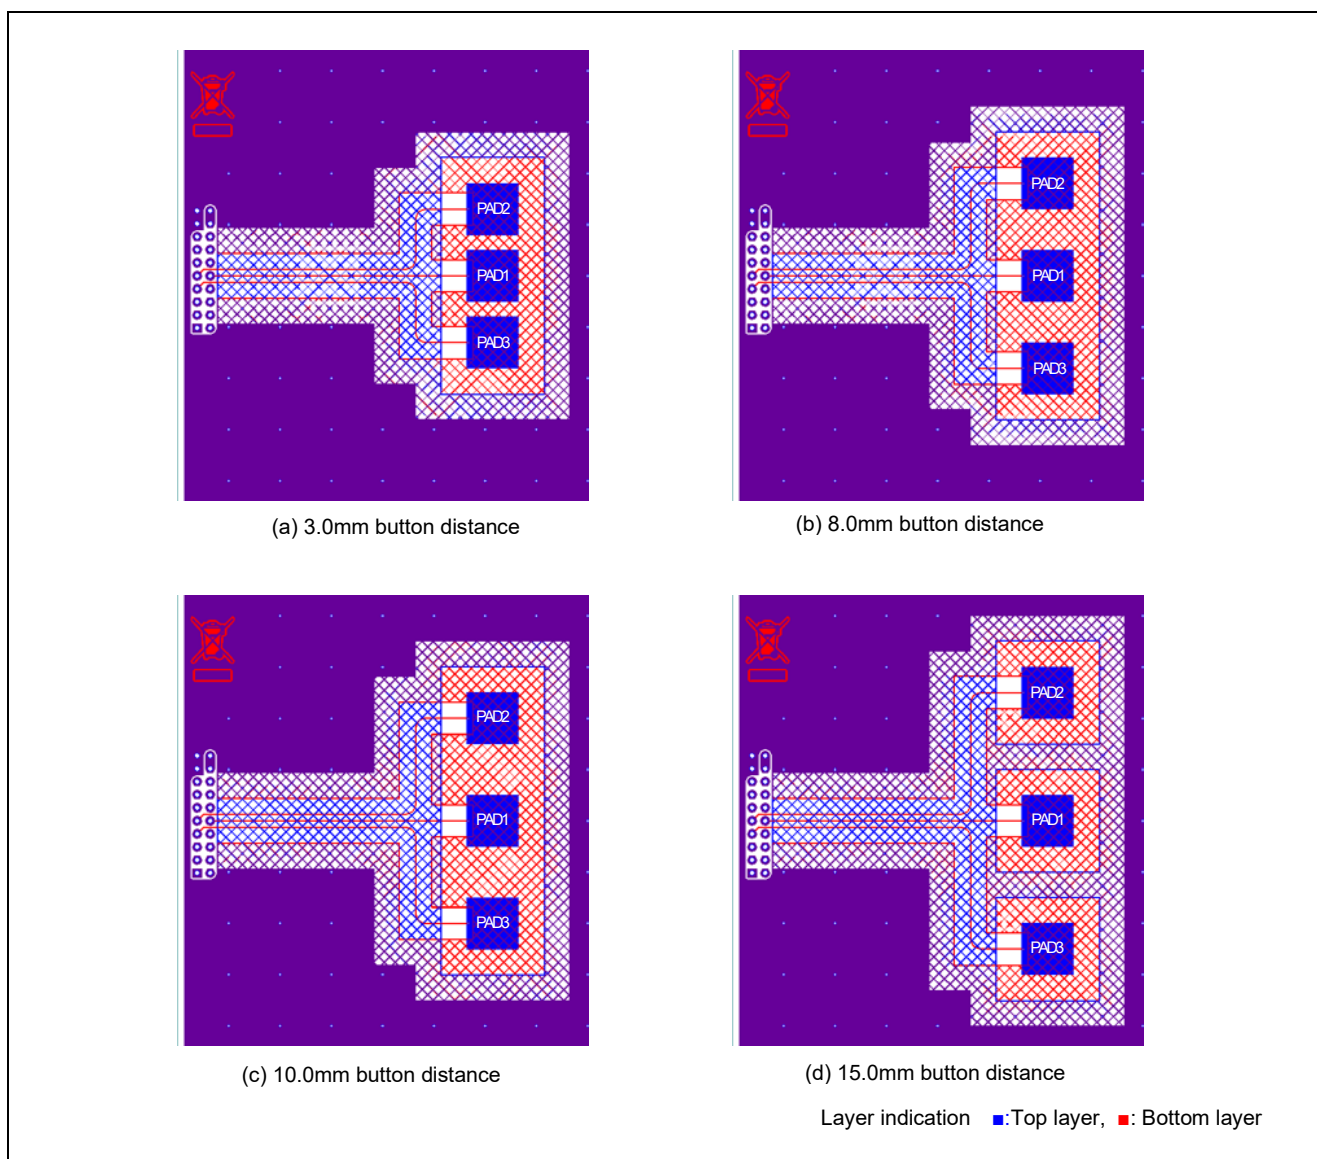 PAD2
PAD1
PAD3
(a) 3.0mm button distance
PAD2
PAD1
PAD3
(b) 8.0mm button distance
PAD2
PAD1
PAD3
(c) 10.0mm button distance
PAD2
PAD1
PAD3
(d) 15.0mm button distance
Layer indication ■:Top layer, ■: Bottom layer